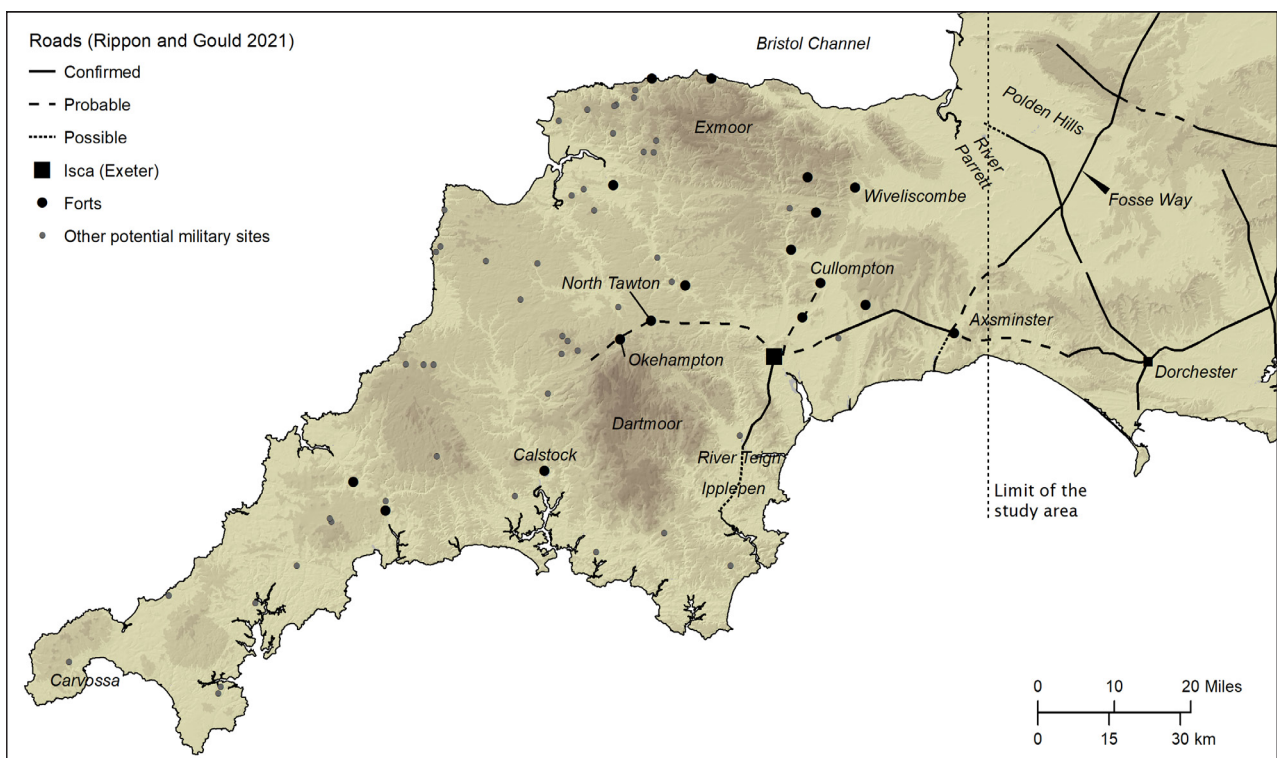 Roads (Rippon and Gould 2021)
Confirmed
Probable
Possible
Isca (Exeter)
Forts
Other potential military sites
Bristol Channel
Exmoor
Polden Hills
River
Parrett
Wiveliscombe
Fosse Way
Cullompton
North Tawton
Axsminster
Okehampton
Dorchester
Dartmoor
Calstock
River Teign
Ipplepen
Limit of the
study area
Carvossa
0 10 20 Miles
0 15 30 km